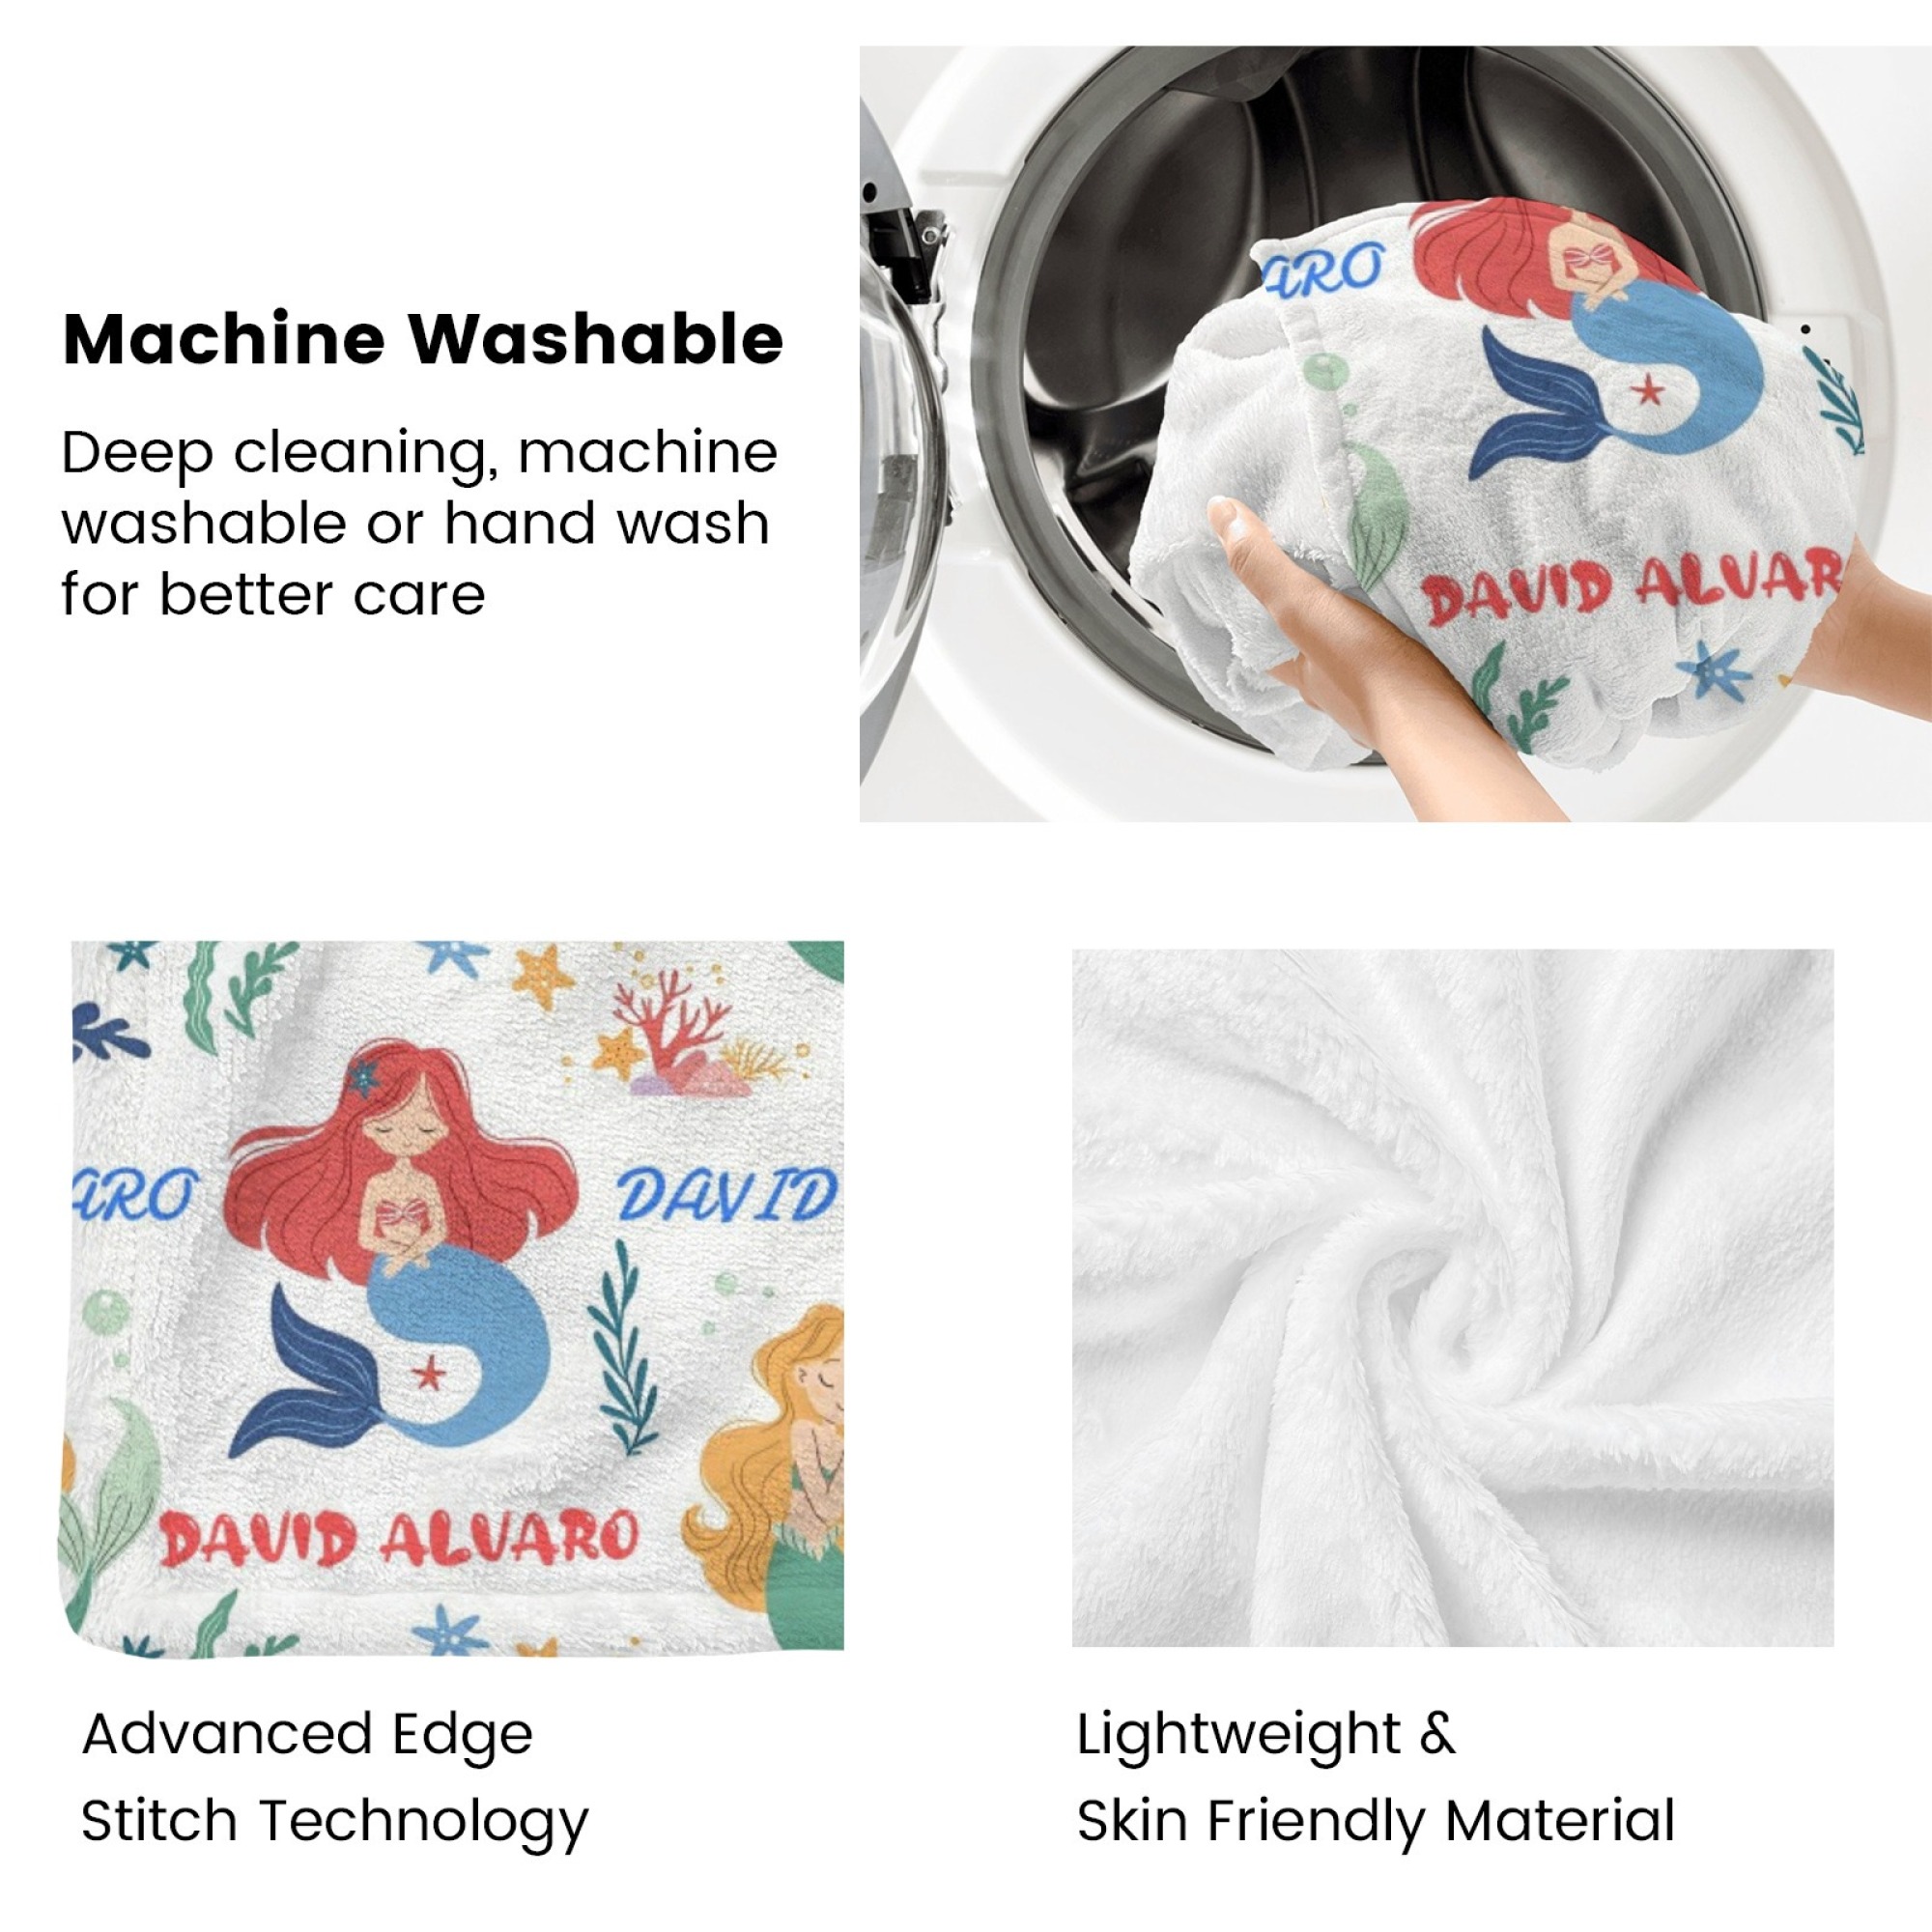 Machine Washable
Deep cleaning, machine
washable or hand wash
for better care
ARO
DAVID ALVAR
ARO
DAVID
DAVID ALVARO
Advanced Edge
Stitch Technology
Lightweight &
Skin Friendly Material